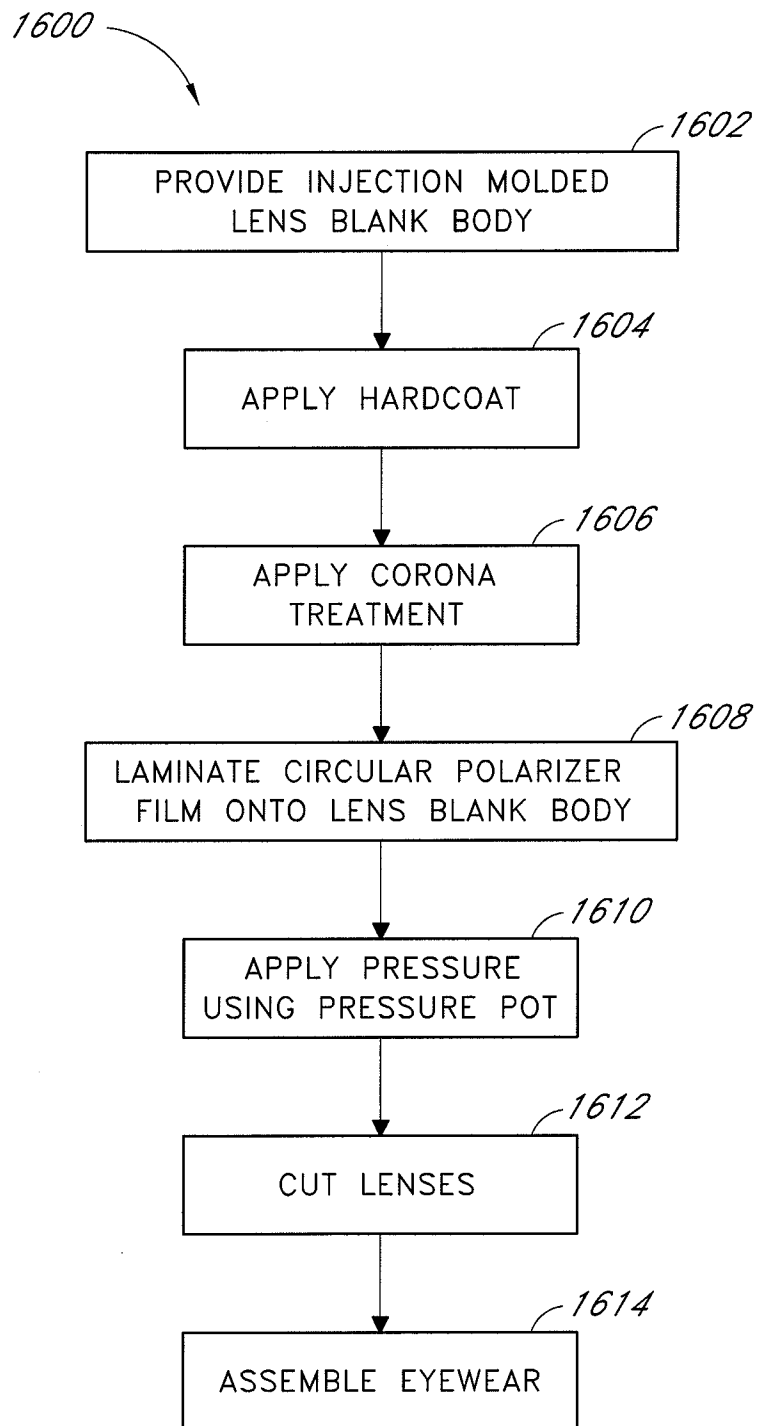 1600
1602
PROVIDE INJECTION MOLDED
LENS BLANK BODY
1604
APPLY HARDCOAT
1606
APPLY CORONA
TREATMENT
1608
LAMINATE CIRCULAR POLARIZER
FILM ONTO LENS BLANK BODY
1610
APPLY PRESSURE
USING PRESSURE POT
1612
CUT LENSES
1614
ASSEMBLE EYEWEAR